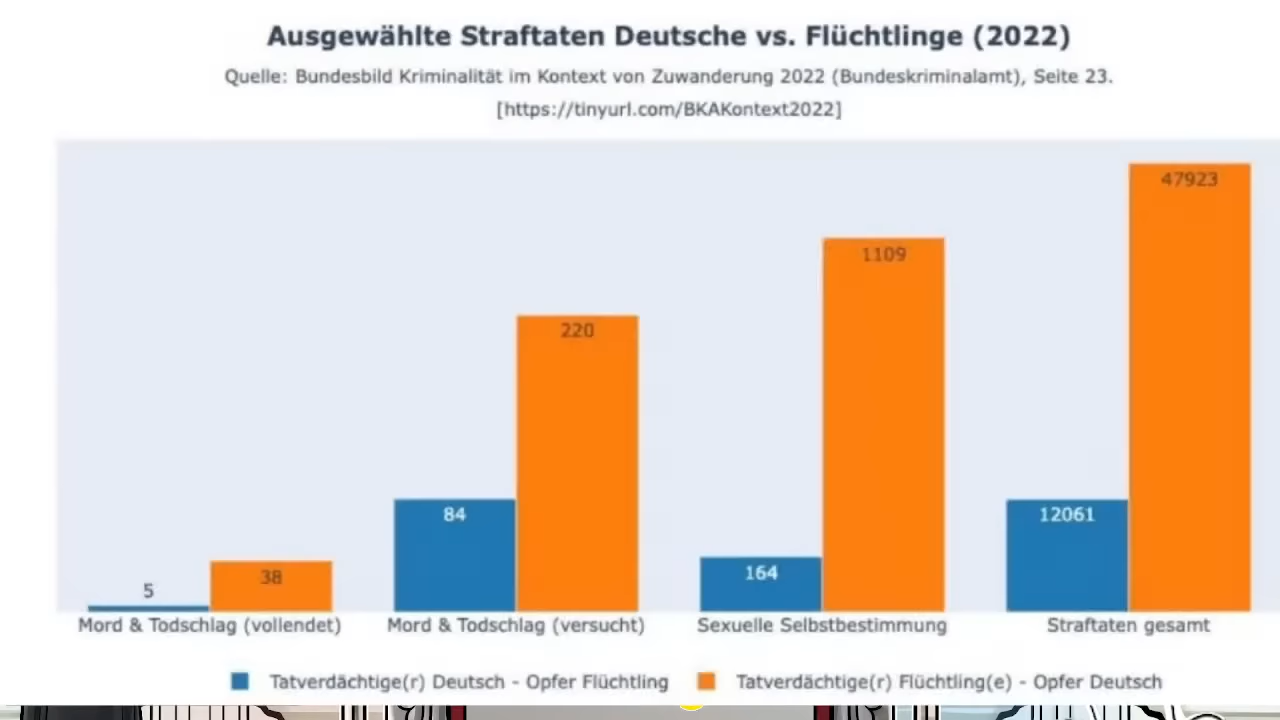 Ausgewählte Straftaten Deutsche vs. Flüchtlinge (2022)
Quelle: Bundesbild Kriminalität im Kontext von Zuwanderung 2022 (Bundeskriminalamt), Seite 23.
[https://tinyurl.com/BKAKontext2022]
47923
1109
220
84
12061
164
38
5
Mord & Todschlag (vollendet) Mord & Todschlag (versucht) Sexuelle Selbstbestimmung Straftaten gesamt
Tatverdächtige(r) Deutsch - Opfer Flüchtling Tatverdächtige(r) Flüchtling(e) - Opfer Deutsch